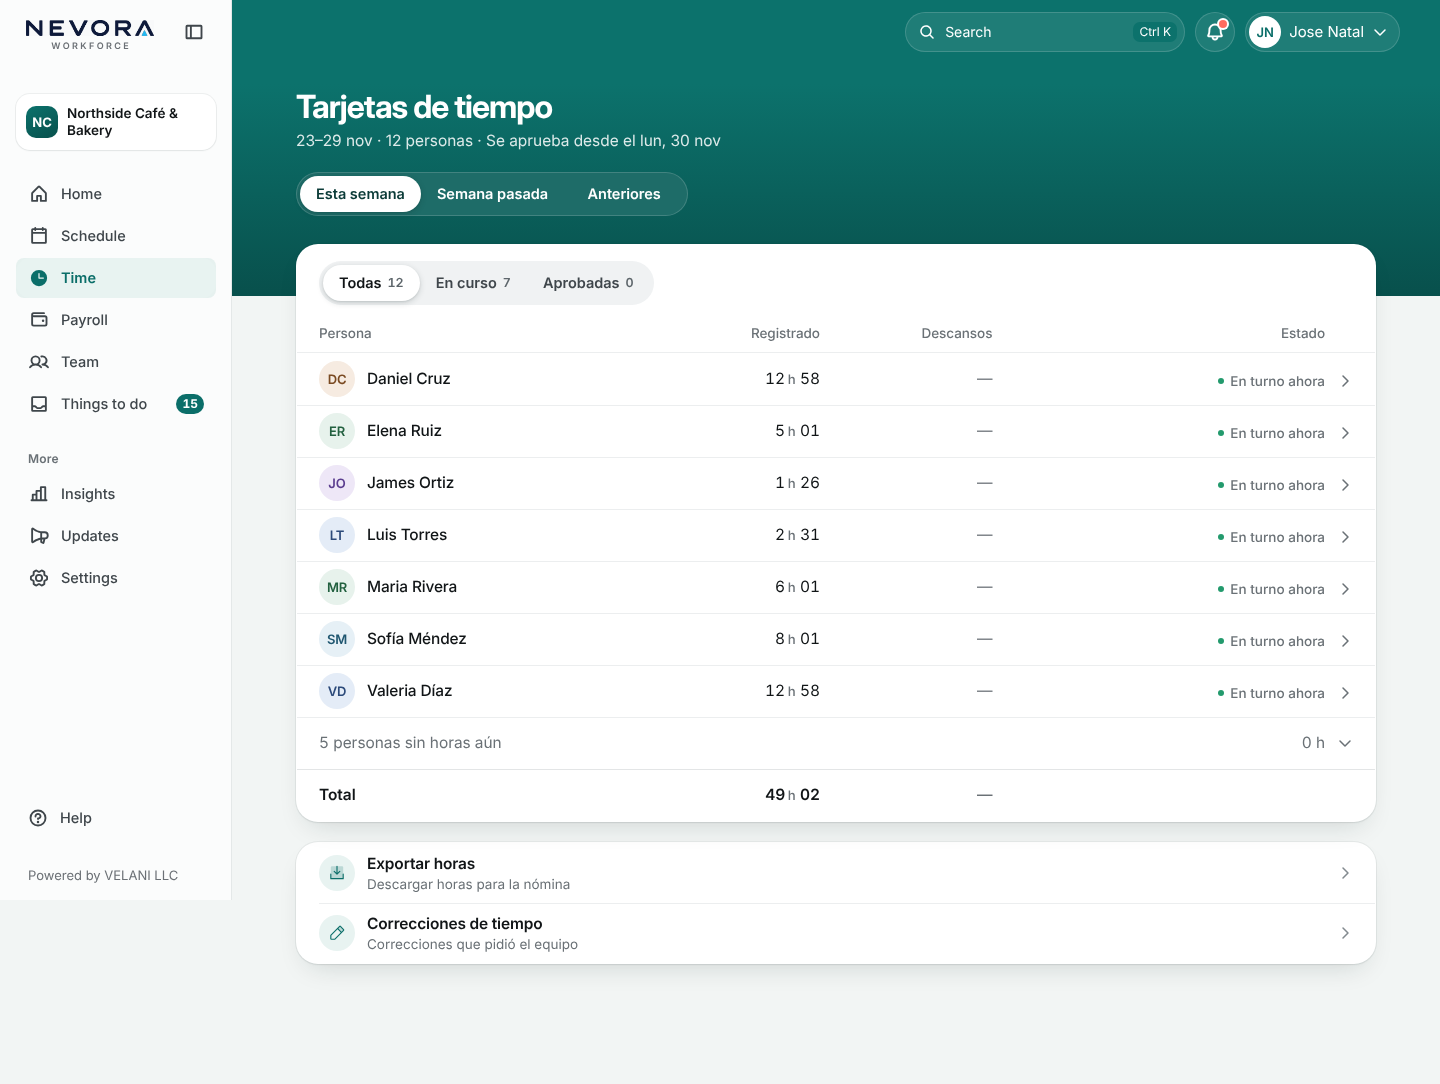 NEVORA
WORKFORCE
Search
Ctrl K
JN
Jose Natal
NC
Northside Café &
Bakery
Home
Schedule
Time
Payroll
Team
Things to do
15
More
Insights
Updates
Settings
Help
Powered by VELANI LLC
Tarjetas de tiempo
23–29 nov · 12 personas · Se aprueba desde el lun, 30 nov
Esta semana
Semana pasada
Anteriores
Todas 12
En curso 7
Aprobadas 0
Persona Registrado Descansos Estado
DC Daniel Cruz 12 h 58 — En turno ahora
ER Elena Ruiz 5 h 01 — En turno ahora
JO James Ortiz 1 h 26 — En turno ahora
LT Luis Torres 2 h 31 — En turno ahora
MR Maria Rivera 6 h 01 — En turno ahora
SM Sofía Méndez 8 h 01 — En turno ahora
VD Valeria Díaz 12 h 58 — En turno ahora
5 personas sin horas aún 0 h
Total 49 h 02 —
Exportar horas
Descargar horas para la nómina
Correcciones de tiempo
Correcciones que pidió el equipo